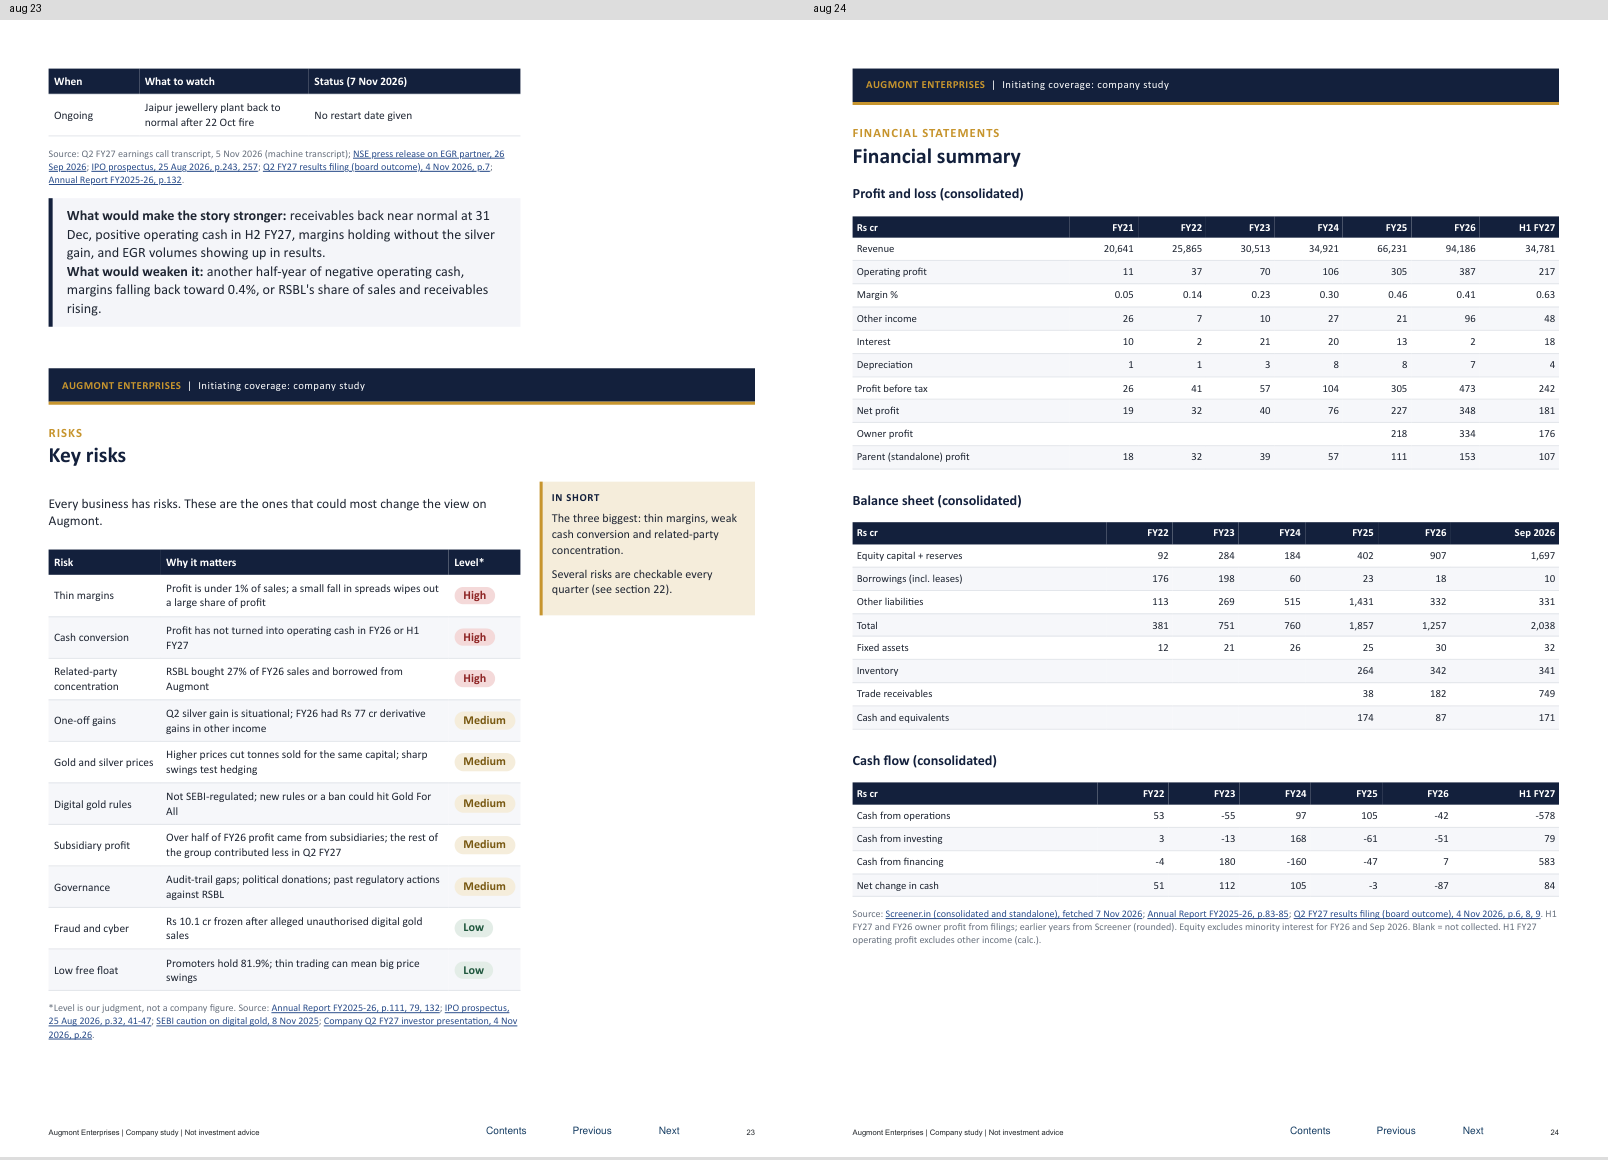 aug 23
When What to watch Status (7 Nov 2026)
Ongoing Jaipur jewellery plant back to normal after 22 Oct fire No restart date given
Source: Q2 FY27 earnings call transcript, 5 Nov 2026 (machine transcript); NSE press release on EGR partner, 26
Sep 2026; IPO prospectus, 25 Aug 2026, p.243, 257; Q2 FY27 results filing (board outcome), 4 Nov 2026, p.7;
Annual Report FY2025-26, p.132.
What would make the story stronger: receivables back near normal at 31
Dec, positive operating cash in H2 FY27, margins holding without the silver
gain, and EGR volumes showing up in results.
What would weaken it: another half-year of negative operating cash,
margins falling back toward 0.4%, or RSBL's share of sales and receivables
rising.
AUGMONT ENTERPRISES | Initiating coverage: company study
RISKS
Key risks
Every business has risks. These are the ones that could most change the view on
Augmont.
IN SHORT
The three biggest: thin margins, weak
cash conversion and related-party
concentration.
Several risks are checkable every
quarter (see section 22).
Risk Why it matters Level*
Thin margins Profit is under 1% of sales; a small fall in spreads wipes out a large share of profit High
Cash conversion Profit has not turned into operating cash in FY26 or H1 FY27 High
Related-party concentration RSBL bought 27% of FY26 sales and borrowed from Augmont High
One-off gains Q2 silver gain is situational; FY26 had Rs 77 cr derivative gains in other income Medium
Gold and silver prices Higher prices cut tonnes sold for the same capital; sharp swings test hedging Medium
Digital gold rules Not SEBI-regulated; new rules or a ban could hit Gold For All Medium
Subsidiary profit Over half of FY26 profit came from subsidiaries; the rest of the group contributed less in Q2 FY27 Medium
Governance Audit-trail gaps; political donations; past regulatory actions against RSBL Medium
Fraud and cyber Rs 10.1 cr frozen after alleged unauthorised digital gold sales Low
Low free float Promoters hold 81.9%; thin trading can mean big price swings Low
*Level is our judgment, not a company figure. Source: Annual Report FY2025-26, p.111, 79, 132; IPO prospectus,
25 Aug 2026, p.32, 41-47; SEBI caution on digital gold, 8 Nov 2025; Company Q2 FY27 investor presentation, 4 Nov
2026, p.26.
Augmont Enterprises | Company study | Not investment advice Contents Previous Next 23
aug 24
AUGMONT ENTERPRISES | Initiating coverage: company study
FINANCIAL STATEMENTS
Financial summary
Profit and loss (consolidated)
Rs cr FY21 FY22 FY23 FY24 FY25 FY26 H1 FY27
Revenue 20,641 25,865 30,513 34,921 66,231 94,186 34,781
Operating profit 11 37 70 106 305 387 217
Margin % 0.05 0.14 0.23 0.30 0.46 0.41 0.63
Other income 26 7 10 27 21 96 48
Interest 10 2 21 20 13 2 18
Depreciation 1 1 3 8 8 7 4
Profit before tax 26 41 57 104 305 473 242
Net profit 19 32 40 76 227 348 181
Owner profit 218 334 176
Parent (standalone) profit 18 32 39 57 111 153 107
Balance sheet (consolidated)
Rs cr FY22 FY23 FY24 FY25 FY26 Sep 2026
Equity capital + reserves 92 284 184 402 907 1,697
Borrowings (incl. leases) 176 198 60 23 18 10
Other liabilities 113 269 515 1,431 332 331
Total 381 751 760 1,857 1,257 2,038
Fixed assets 12 21 26 25 30 32
Inventory 264 342 341
Trade receivables 38 182 749
Cash and equivalents 174 87 171
Cash flow (consolidated)
Rs cr FY22 FY23 FY24 FY25 FY26 H1 FY27
Cash from operations 53 -55 97 105 -42 -578
Cash from investing 3 -13 168 -61 -51 79
Cash from financing -4 180 -160 -47 7 583
Net change in cash 51 112 105 -3 -87 84
Source: Screener.in (consolidated and standalone), fetched 7 Nov 2026; Annual Report FY2025-26, p.83-85; Q2 FY27 results filing (board outcome), 4 Nov 2026, p.6, 8, 9. H1
FY27 and FY26 owner profit from filings; earlier years from Screener (rounded). Equity excludes minority interest for FY26 and Sep 2026. Blank = not collected. H1 FY27
operating profit excludes other income (calc.).
Augmont Enterprises | Company study | Not investment advice Contents Previous Next 24